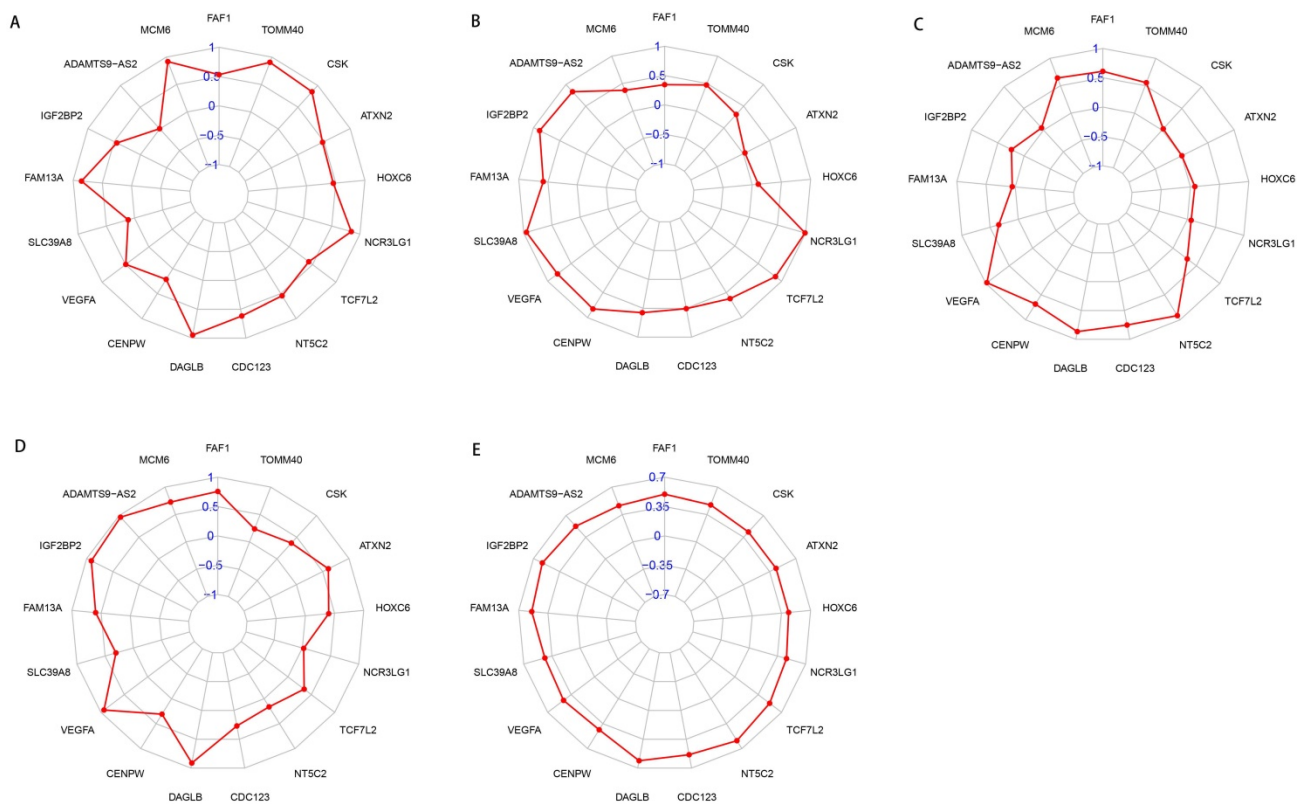 A
FAF1
MCM6
TOMM40
ADAMTS9-AS2
CSK
IGF2BP2
ATXN2
FAM13A
HOXC6
SLC39A8
NCR3LG1
VEGFA
TCF7L2
CENPW
NT5C2
DAGLB
CDC123
1
0.5
0
-0.5
-1
B
FAF1
MCM6
TOMM40
ADAMTS9-AS2
CSK
IGF2BP2
ATXN2
FAM13A
HOXC6
SLC39A8
NCR3LG1
VEGFA
TCF7L2
CENPW
NT5C2
DAGLB
CDC123
1
0.5
0
-0.5
-1
C
FAF1
MCM6
TOMM40
ADAMTS9-AS2
CSK
IGF2BP2
ATXN2
FAM13A
HOXC6
SLC39A8
NCR3LG1
VEGFA
TCF7L2
CENPW
NT5C2
DAGLB
CDC123
1
0.5
0
-0.5
-1
D
FAF1
MCM6
TOMM40
ADAMTS9-AS2
CSK
IGF2BP2
ATXN2
FAM13A
HOXC6
SLC39A8
NCR3LG1
VEGFA
TCF7L2
CENPW
NT5C2
DAGLB
CDC123
1
0.5
0
-0.5
-1
E
FAF1
MCM6
TOMM40
ADAMTS9-AS2
CSK
IGF2BP2
ATXN2
FAM13A
HOXC6
SLC39A8
NCR3LG1
VEGFA
TCF7L2
CENPW
NT5C2
DAGLB
CDC123
0.7
0.35
0
-0.35
-0.7